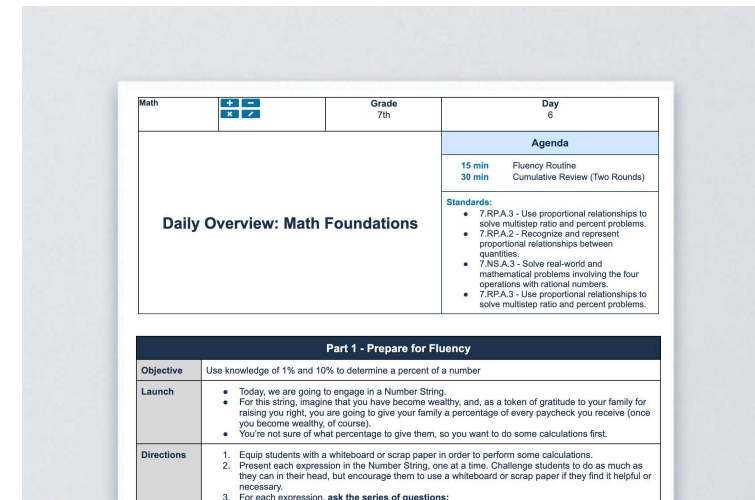 Math
Grade
7th
Day
6
Daily Overview: Math Foundations
Agenda
15 min Fluency Routine
30 min Cumulative Review (Two Rounds)
Standards:
● 7.RP.A.3 - Use proportional relationships to
solve multistep ratio and percent problems.
● 7.RP.A.2 - Recognize and represent
proportional relationships between
quantities.
● 7.NS.A.3 - Solve real-world and
mathematical problems involving the four
operations with rational numbers.
● 7.RP.A.3 - Use proportional relationships to
solve multistep ratio and percent problems.
Part 1 - Prepare for Fluency
Objective
Use knowledge of 1% and 10% to determine a percent of a number
Launch
● Today, we are going to engage in a Number String.
● For this string, imagine that you have become wealthy, and, as a token of gratitude to your family for
raising you right, you are going to give your family a percentage of every paycheck you receive (once
you become wealthy, of course).
● You're not sure of what percentage to give them, so you want to do some calculations first.
Directions
1. Equip students with a whiteboard or scrap paper in order to perform some calculations.
2. Present each expression in the Number String, one at a time. Challenge students to do as much as
they can in their head, but encourage them to use a whiteboard or scrap paper if they find it helpful or
necessary.
3. For each expression, ask the series of questions: